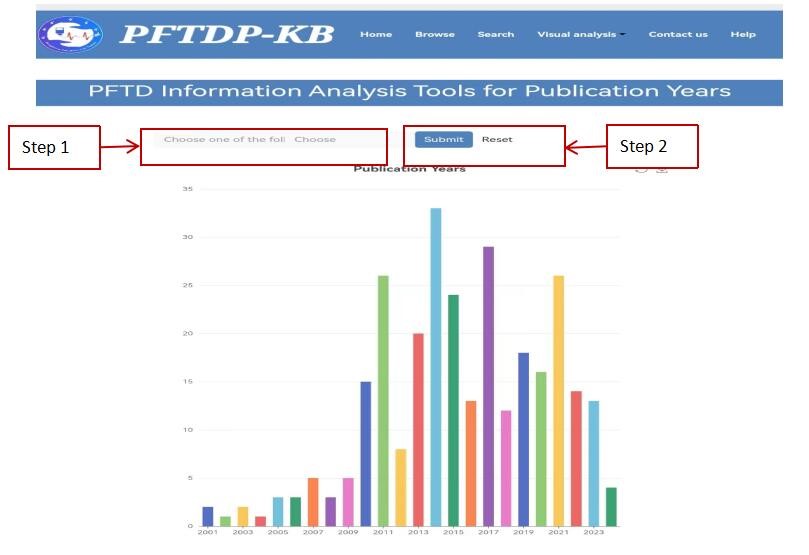 PFTDP-KB Home Browse Search Visual analysis Contact us Help
PFTD Information Analysis Tools for Publication Years
Step 1
Choose one of the foll Choose
Submit Reset
Step 2
Publication Years
35
30
25
20
15
10
5
0
2001 2003 2005 2007 2009 2011 2013 2015 2017 2019 2021 2023